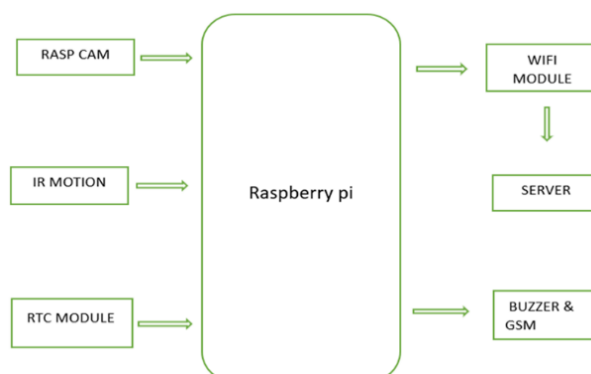 RASP CAM
WIFI
MODULE
IR MOTION
Raspberry pi
SERVER
RTC MODULE
BUZZER &
GSM